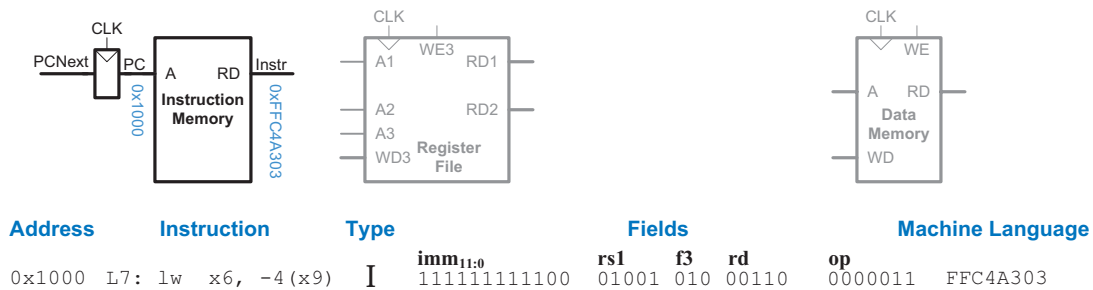 CLK
CLK
CLK
PCNext
PC
A
RD
Instr
Instruction
Memory
0x1000
0xFFC4A303
A1
WE3
RD1
A2
RD2
A3
WD3
Register
File
WE
A
RD
Data
Memory
WD
Address Instruction Type Fields Machine Language
imm11:0 rs1 f3 rd op
0x1000 L7: lw x6, -4(x9) I 111111111100 01001 010 00110 0000011 FFC4A303